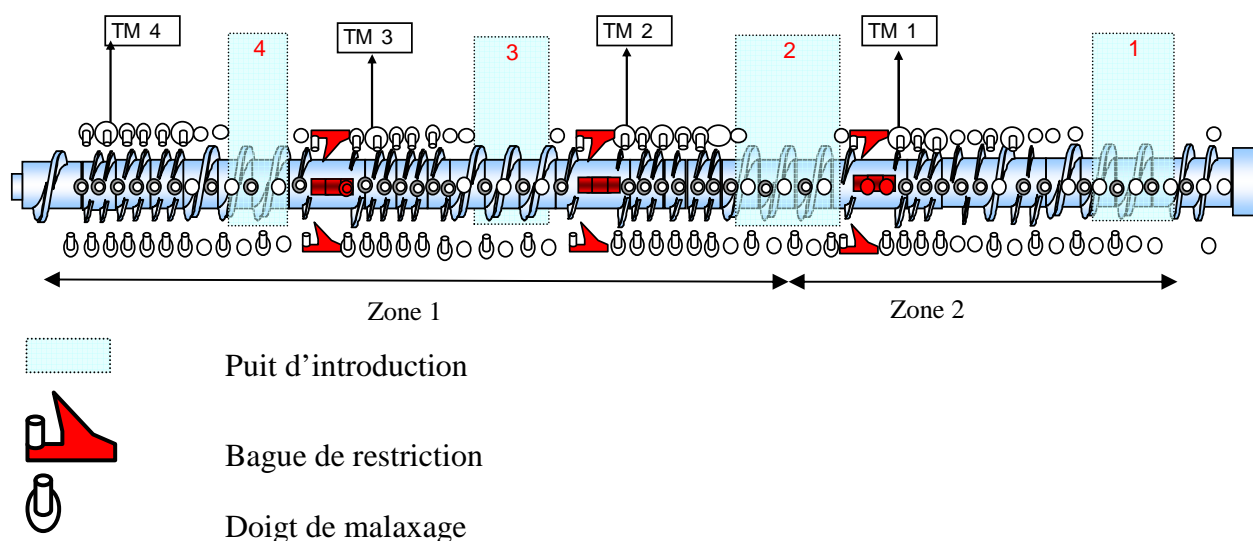 TM 4
TM 3
TM 2
TM 1
4
3
2
1
Zone 1
Zone 2
Puit d'introduction
Bague de restriction
Doigt de malaxage